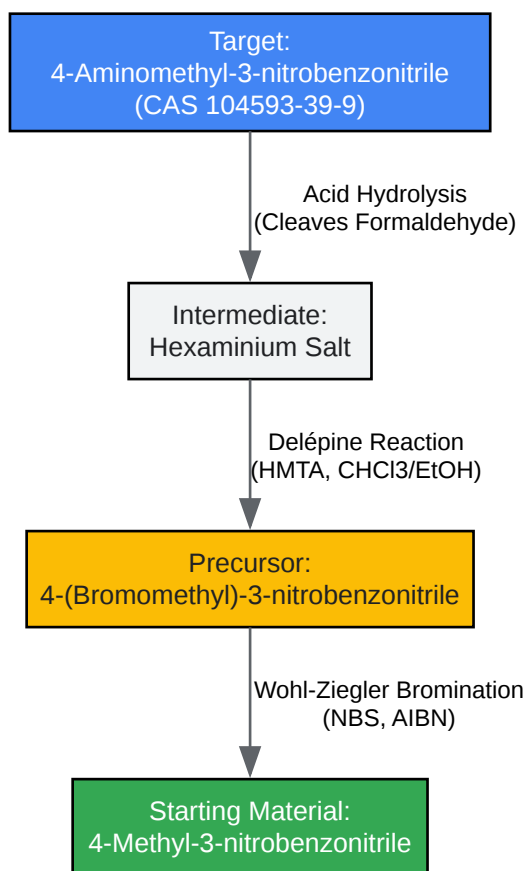 Target:
4-Aminomethyl-3-nitrobenzonitrile
(CAS 104593-39-9)
Acid Hydrolysis
(Cleaves Formaldehyde)
Intermediate:
Hexaminium Salt
Delépine Reaction
(HMTA, CHCl3/EtOH)
Precursor:
4-(Bromomethyl)-3-nitrobenzonitrile
Wohl-Ziegler Bromination
(NBS, AIBN)
Starting Material:
4-Methyl-3-nitrobenzonitrile